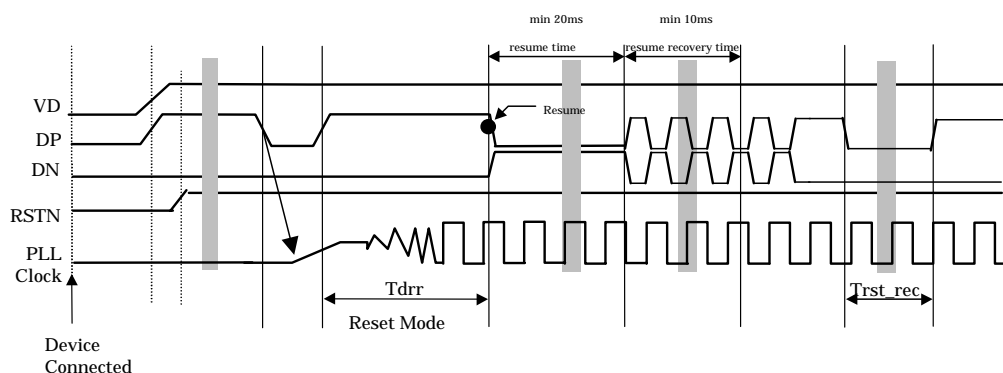 min 20ms
min 10ms
resume time
resume recovery time
VD
Resume
DP
DN
RSTN
PLL
Clock
Tdrr
Trst_rec
Reset Mode
Device
Connected